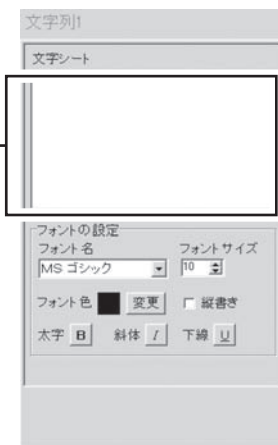 文字列1
文字シート
フォントの設定
フォント名 フォントサイズ
MS ゴシック 10
フォント色 変更 縦書き
太字 B 斜体 I 下線 U